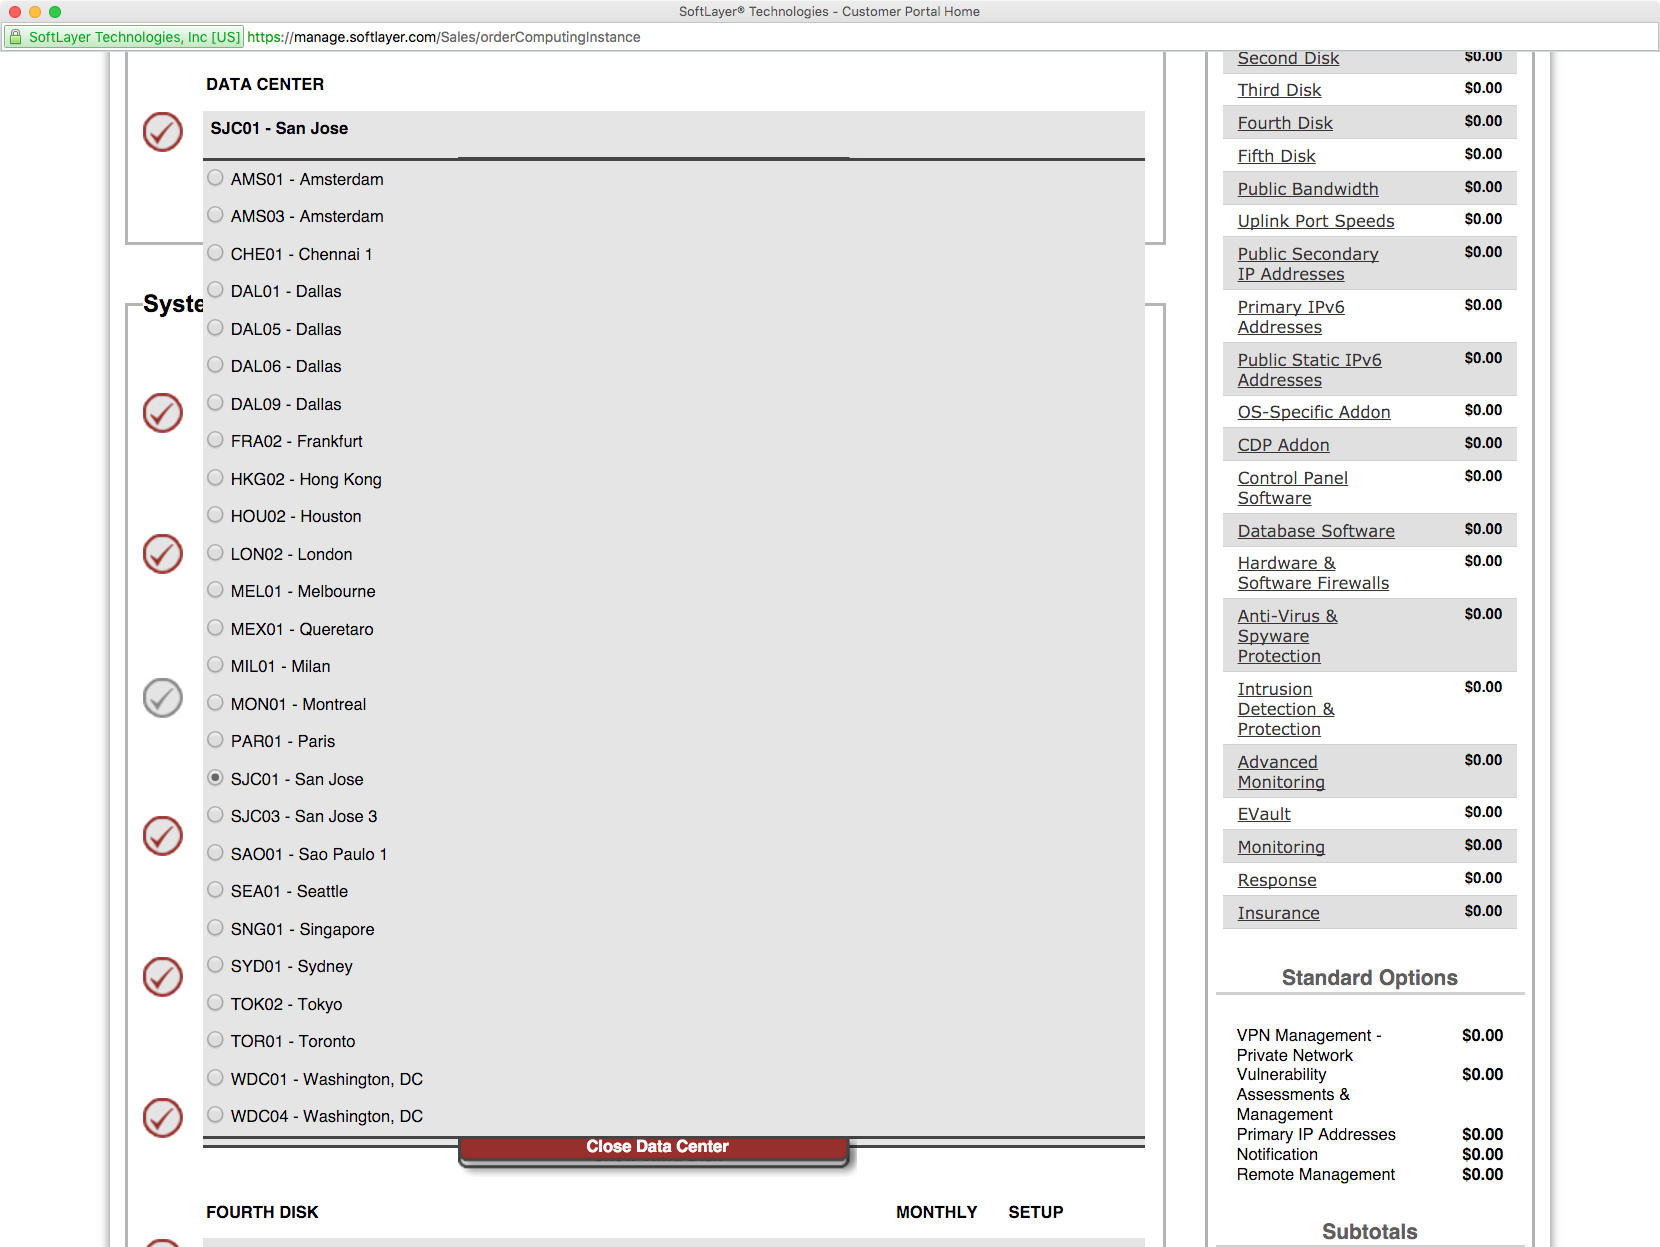 SoftLayer® Technologies - Customer Portal Home
SoftLayer Technologies, Inc [US] https://manage.softlayer.com/Sales/orderComputingInstance
DATA CENTER
SJC01 - San Jose
AMS01 - Amsterdam
AMS03 - Amsterdam
CHE01 - Chennai 1
DAL01 - Dallas
Syste
DAL05 - Dallas
DAL06 - Dallas
DAL09 - Dallas
FRA02 - Frankfurt
HKG02 - Hong Kong
HOU02 - Houston
LON02 - London
MEL01 - Melbourne
MEX01 - Queretaro
MIL01 - Milan
MON01 - Montreal
PAR01 - Paris
SJC01 - San Jose
SJC03 - San Jose 3
SAO01 - Sao Paulo 1
SEA01 - Seattle
SNG01 - Singapore
SYD01 - Sydney
TOK02 - Tokyo
TOR01 - Toronto
WDC01 - Washington, DC
WDC04 - Washington, DC
Close Data Center
FOURTH DISK MONTHLY SETUP
Second Disk $0.00
Third Disk $0.00
Fourth Disk $0.00
Fifth Disk $0.00
Public Bandwidth $0.00
Uplink Port Speeds $0.00
Public Secondary $0.00
IP Addresses
Primary IPv6 $0.00
Addresses
Public Static IPv6 $0.00
Addresses
OS-Specific Addon $0.00
CDP Addon $0.00
Control Panel $0.00
Software
Database Software $0.00
Hardware & $0.00
Software Firewalls
Anti-Virus & $0.00
Spyware
Protection
Intrusion $0.00
Detection &
Protection
Advanced $0.00
Monitoring
EVault $0.00
Monitoring $0.00
Response $0.00
Insurance $0.00
Standard Options
VPN Management - $0.00
Private Network
Vulnerability $0.00
Assessments &
Management
Primary IP Addresses $0.00
Notification $0.00
Remote Management $0.00
Subtotals